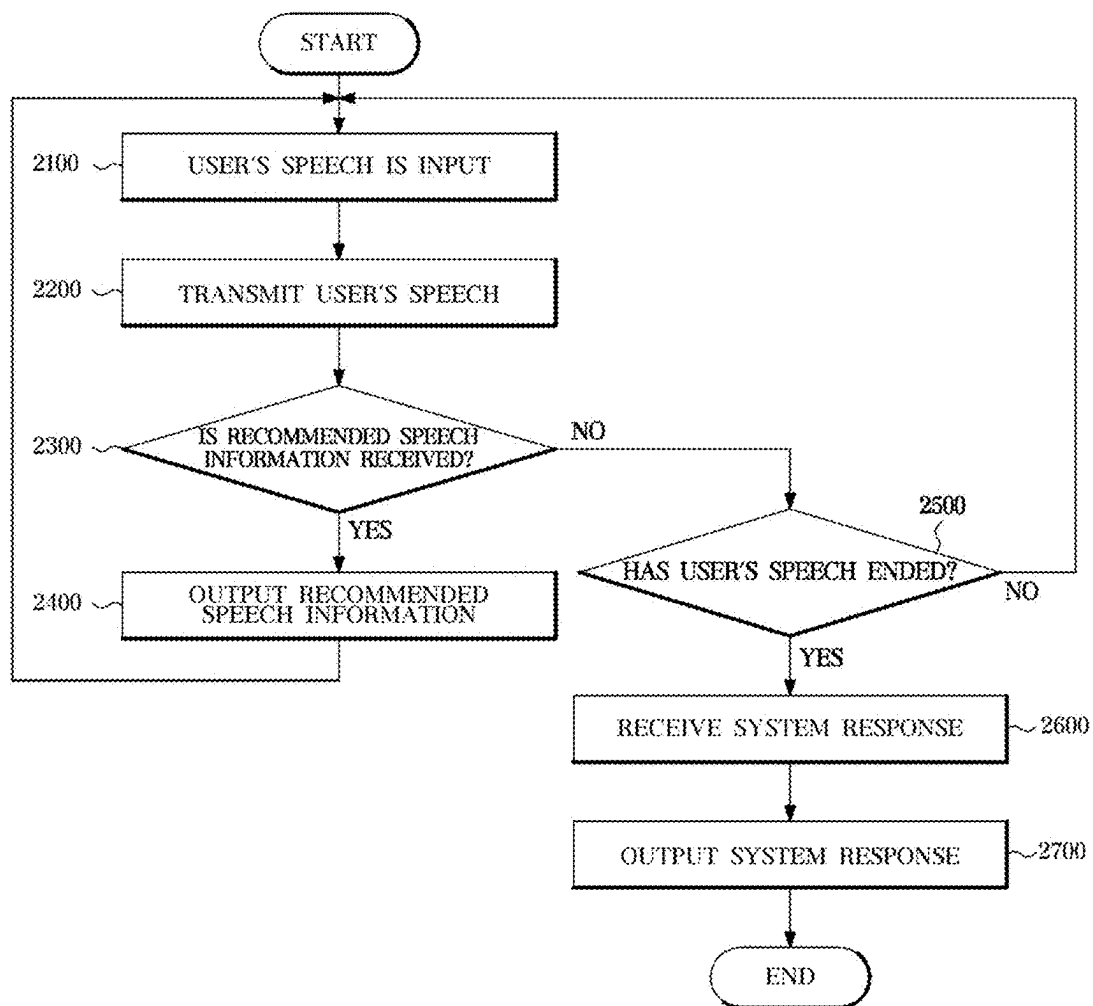 START
2100
USER'S SPEECH IS INPUT
2200
TRANSMIT USER'S SPEECH
2300
IS RECOMMENDED SPEECH
INFORMATION RECEIVED?
NO
YES
2400
OUTPUT RECOMMENDED
SPEECH INFORMATION
2500
HAS USER'S SPEECH ENDED?
NO
YES
RECEIVE SYSTEM RESPONSE
2600
OUTPUT SYSTEM RESPONSE
2700
END